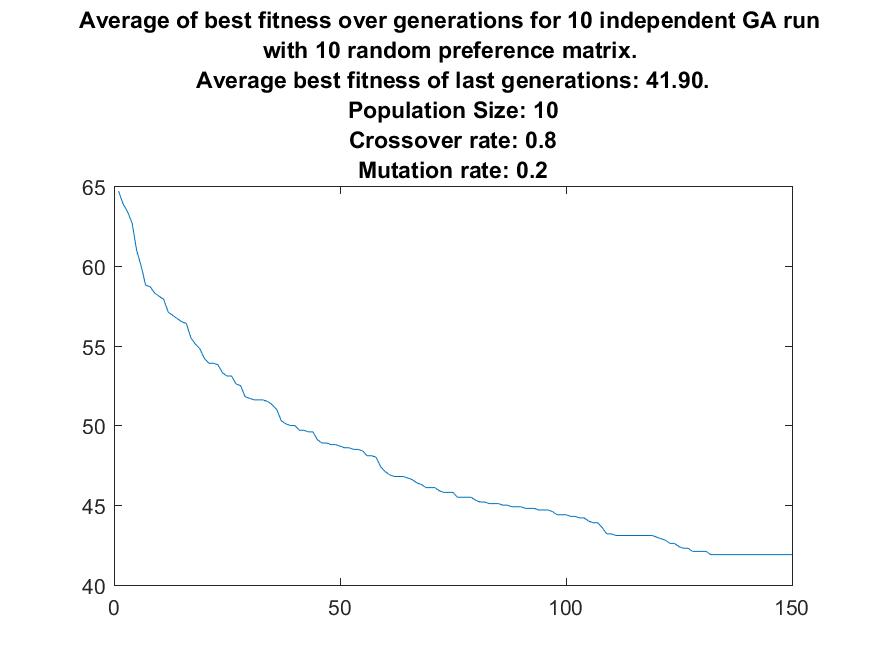 Average of best fitness over generations for 10 independent GA run
with 10 random preference matrix.
Average best fitness of last generations: 41.90.
Population Size: 10
Crossover rate: 0.8
Mutation rate: 0.2
65
60
55
50
45
40
0 50 100 150